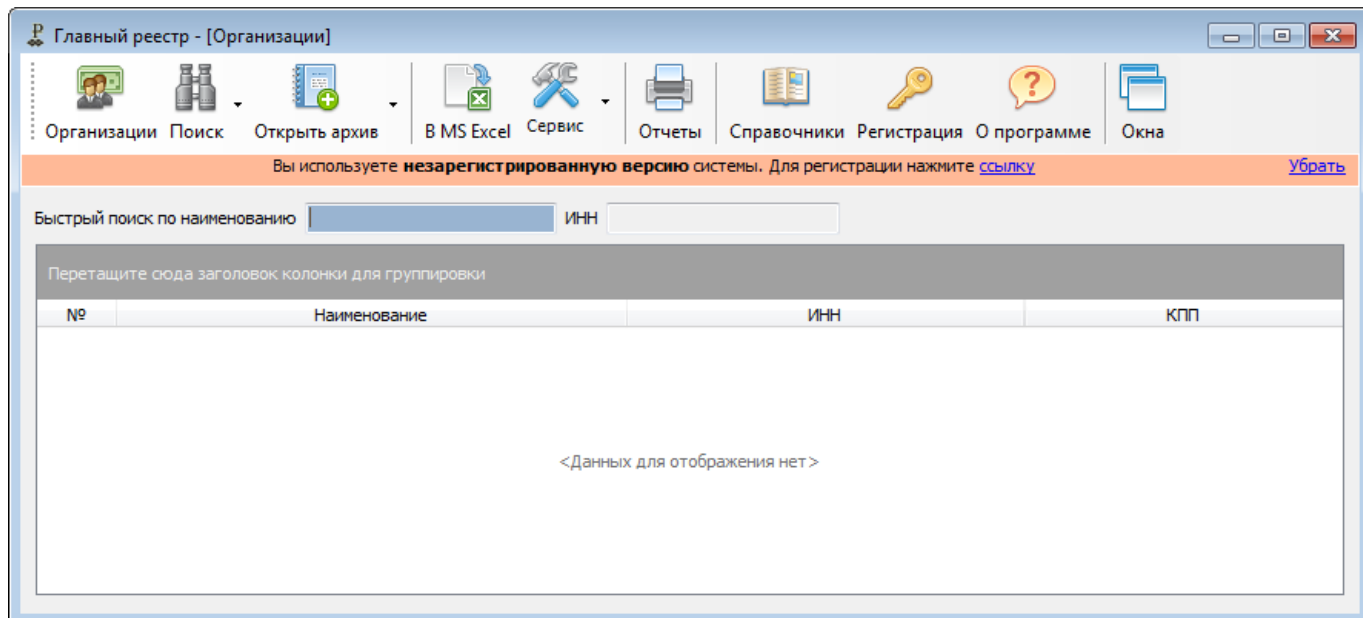 Главный реестр - [Организации]
Организации Поиск Открыть архив В MS Excel Сервис Отчеты Справочники Регистрация О программе Окна
Вы используете незарегистрированную версию системы. Для регистрации нажмите ссылку Убрать
Быстрый поиск по наименованию ИНН
Перетащите сюда заголовок колонки для группировки
№ Наименование ИНН КПП
<Данных для отображения нет>